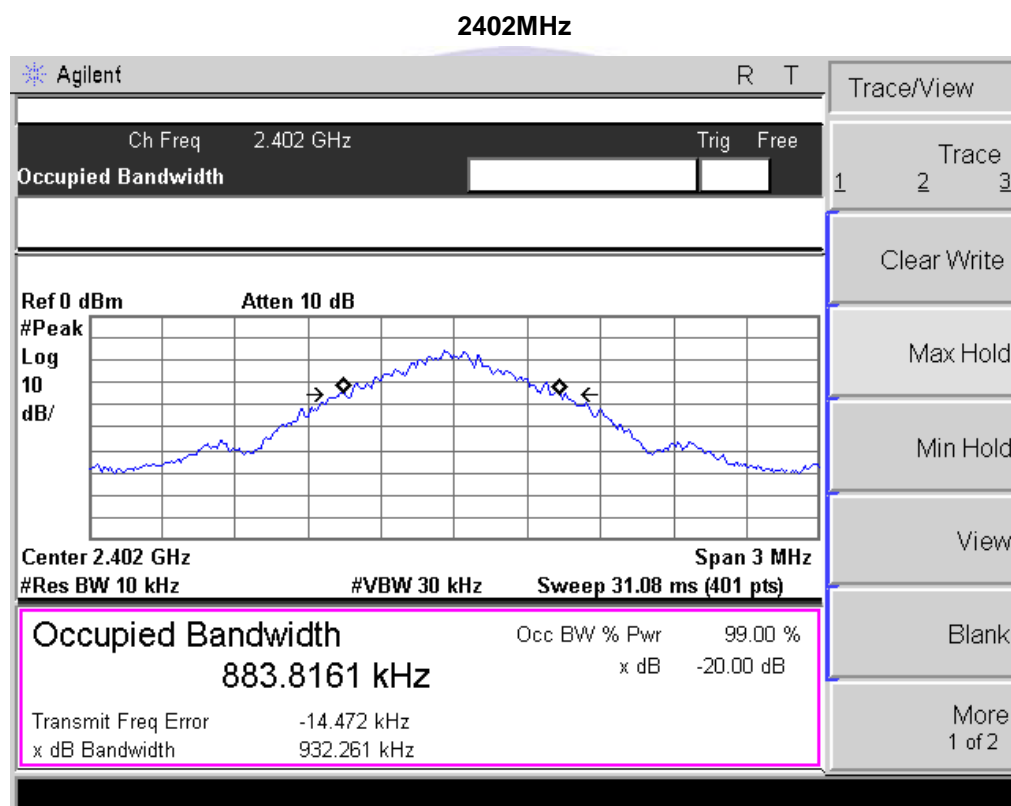 2402MHz
Agilent R T
Ch Freq 2.402 GHz Trig Free
Occupied Bandwidth
Ref 0 dBm Atten 10 dB
#Peak
Log
10
dB/
Center 2.402 GHz Span 3 MHz
#Res BW 10 kHz #VBW 30 kHz Sweep 31.08 ms (401 pts)
Occupied Bandwidth Occ BW % Pwr 99.00 %
883.8161 kHz x dB -20.00 dB
Transmit Freq Error -14.472 kHz
x dB Bandwidth 932.261 kHz
Trace/View
Trace
1 2 3
Clear Write
Max Hold
Min Hold
View
Blank
More
1 of 2